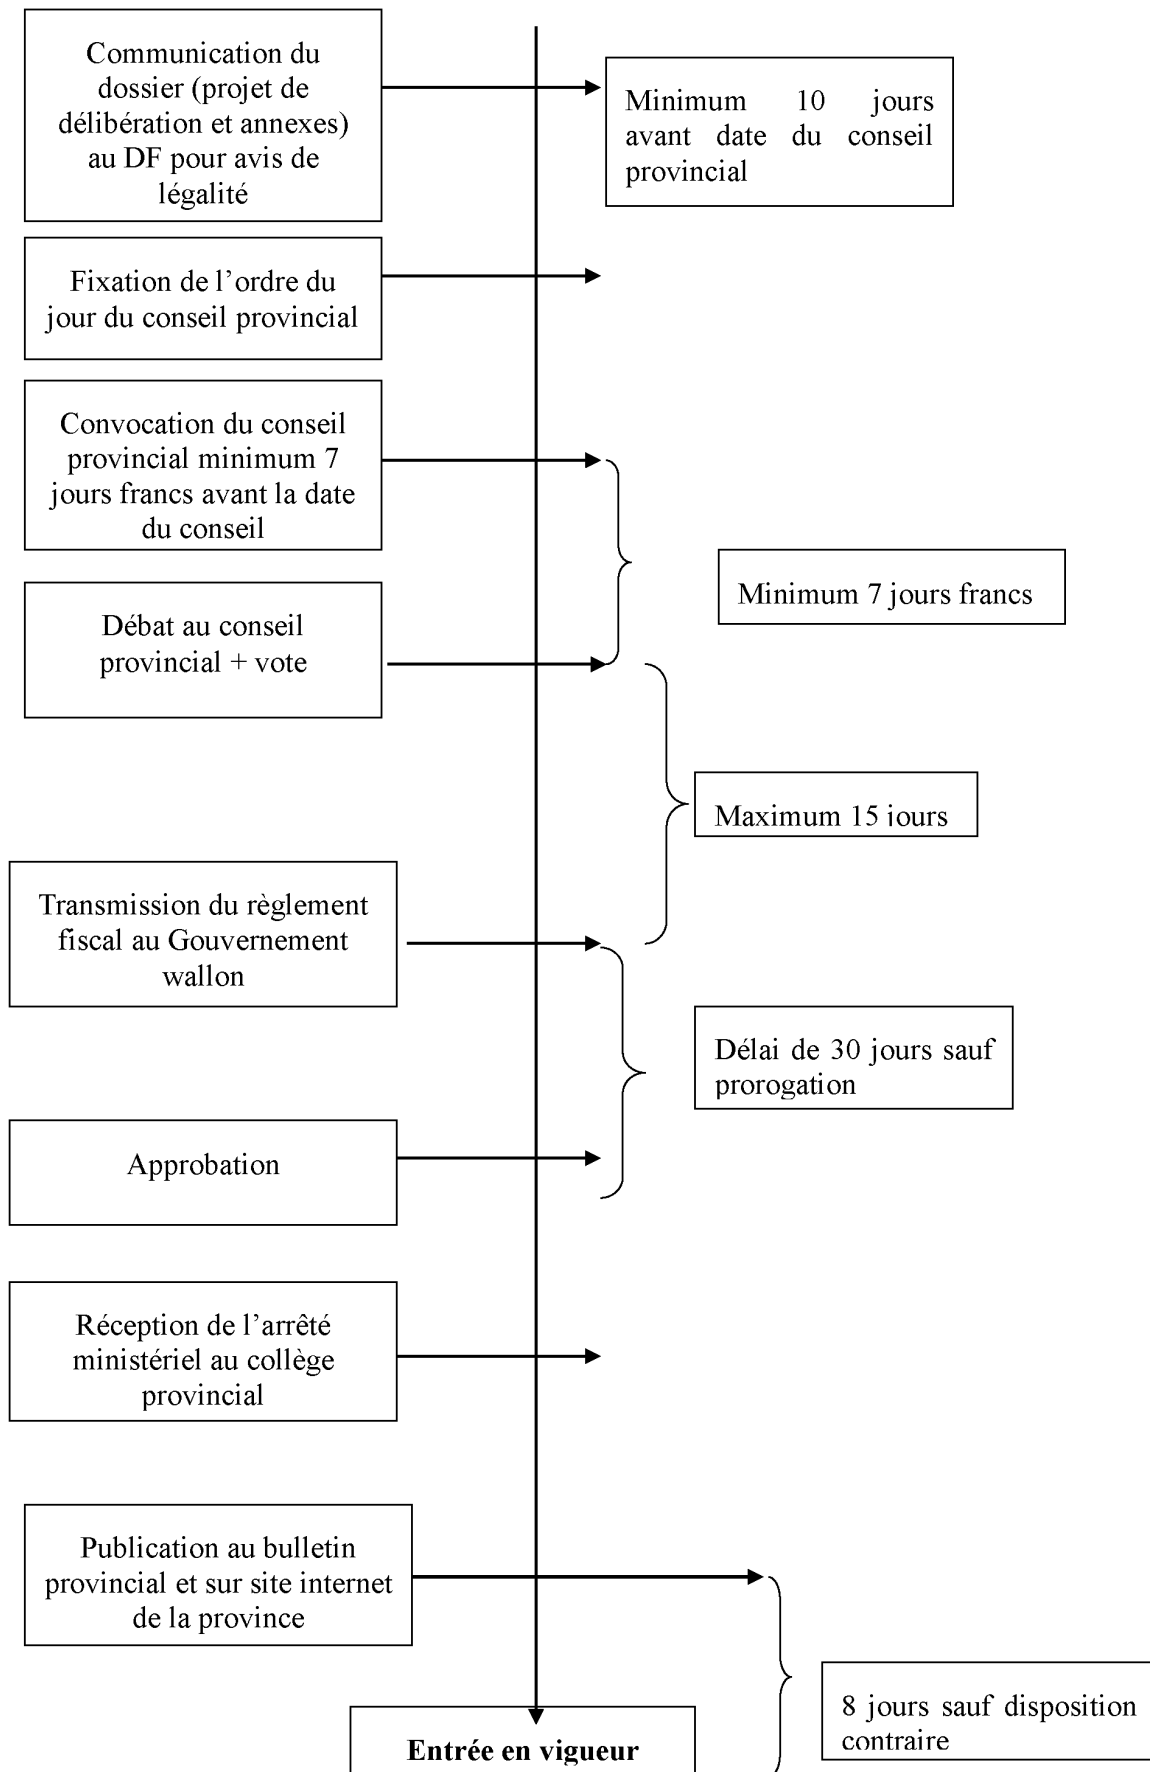 Communication du
dossier (projet de
délibération et annexes)
au DF pour avis de
légalité
Minimum 10 jours
avant date du conseil
provincial
Fixation de l'ordre du
jour du conseil provincial
Convocation du conseil
provincial minimum 7
jours francs avant la date
du conseil
Minimum 7 jours francs
Débat au conseil
provincial + vote
Maximum 15 jours
Transmission du règlement
fiscal au Gouvernement
wallon
Délai de 30 jours sauf
prorogation
Approbation
Réception de l'arrêté
ministériel au collège
provincial
Publication au bulletin
provincial et sur site internet
de la province
8 jours sauf disposition
contraire
Entrée en vigueur